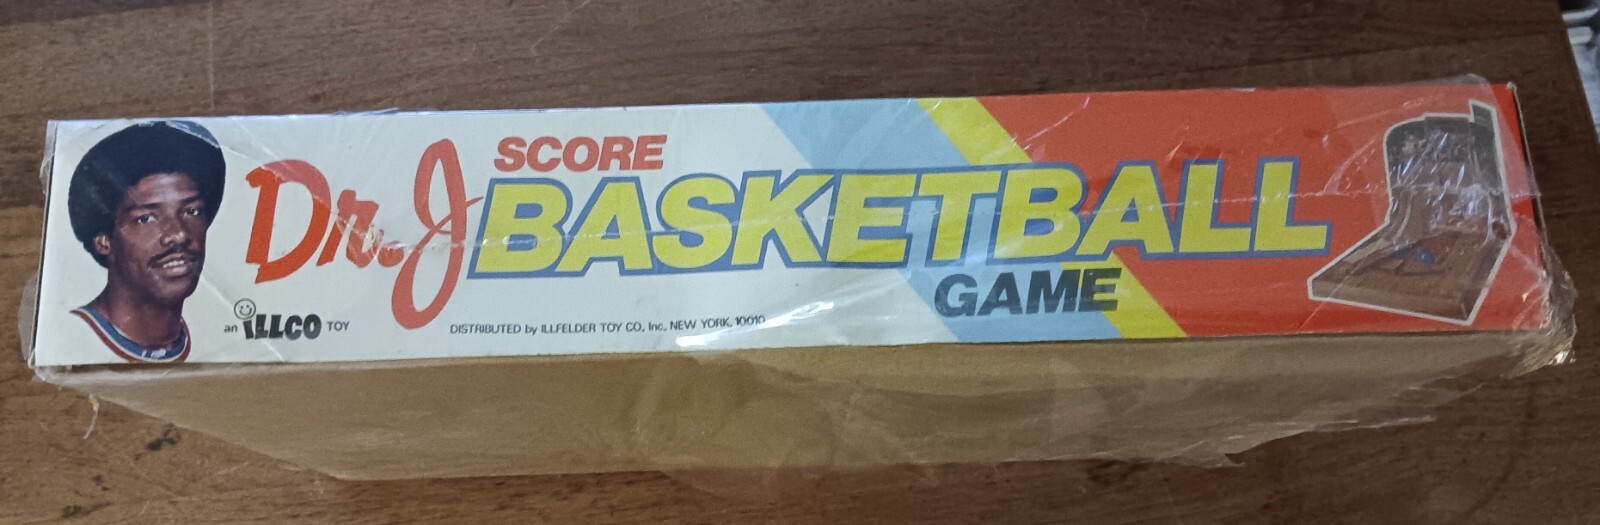 Dr. J
SCORE
BASKETBALL
GAME
an ILLCO TOY
DISTRIBUTED by ILLFELDER TOY CO., Inc., NEW YORK, 10010